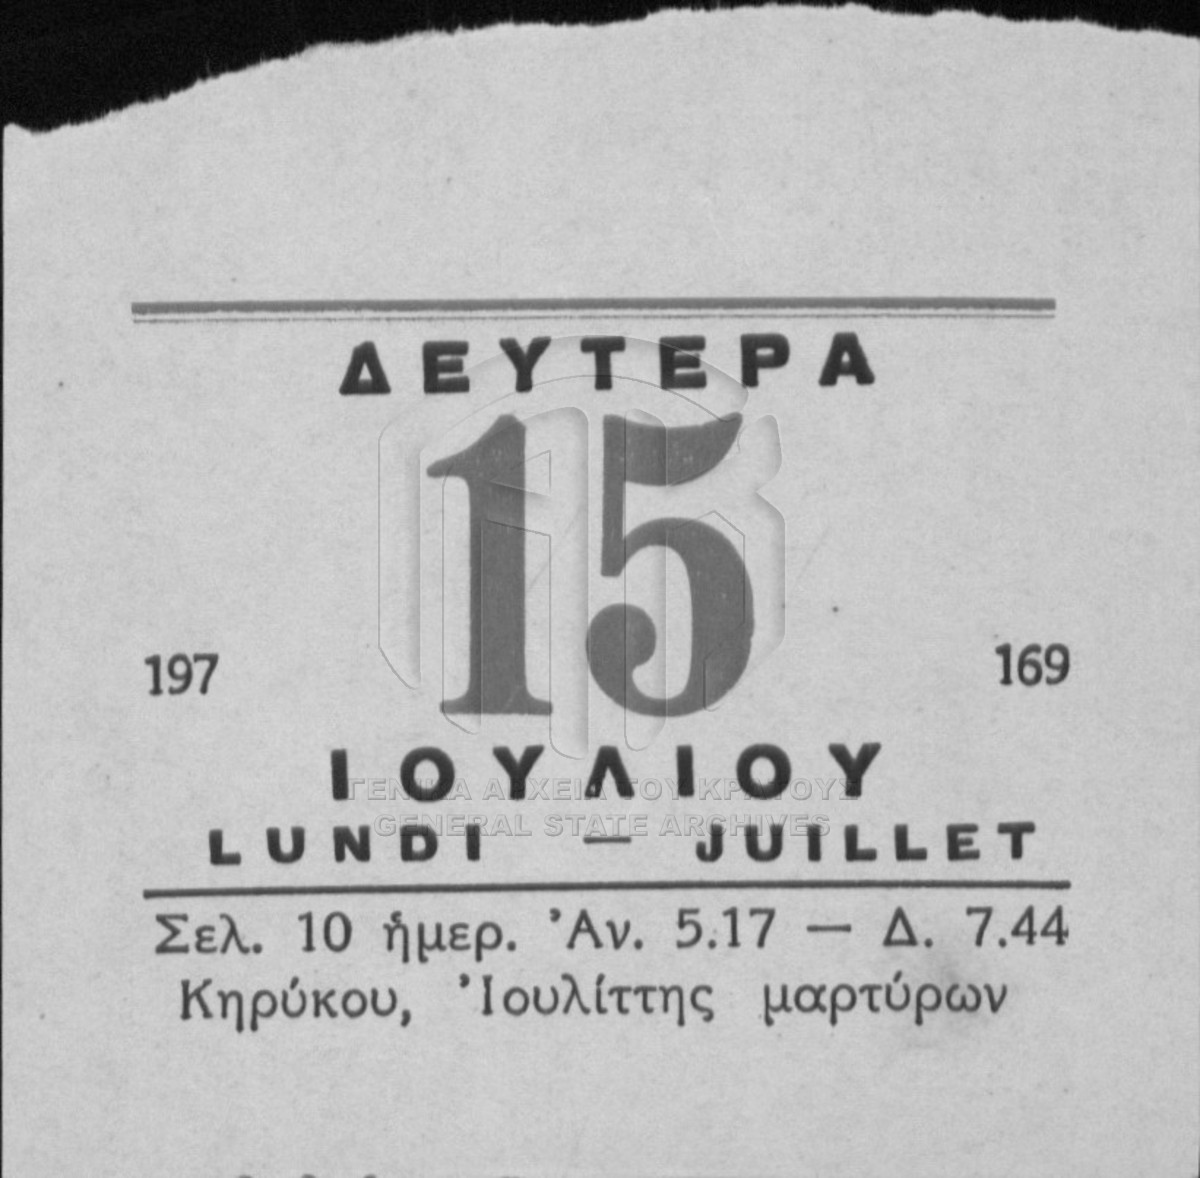 ΔΕΥΤΕΡΑ
15
197 169
ΙΟΥΛΙΟΥ
ΓΕΝΙΚΑ ΑΡΧΕΙΑ ΤΟΥ ΚΡΑΤΟΥΣ
GENERAL STATE ARCHIVES
LUNDI — JUILLET
Σελ. 10 ἡμερ. Ἀν. 5.17 — Δ. 7.44
Κηρύκου, Ἰουλίττης μαρτύρων